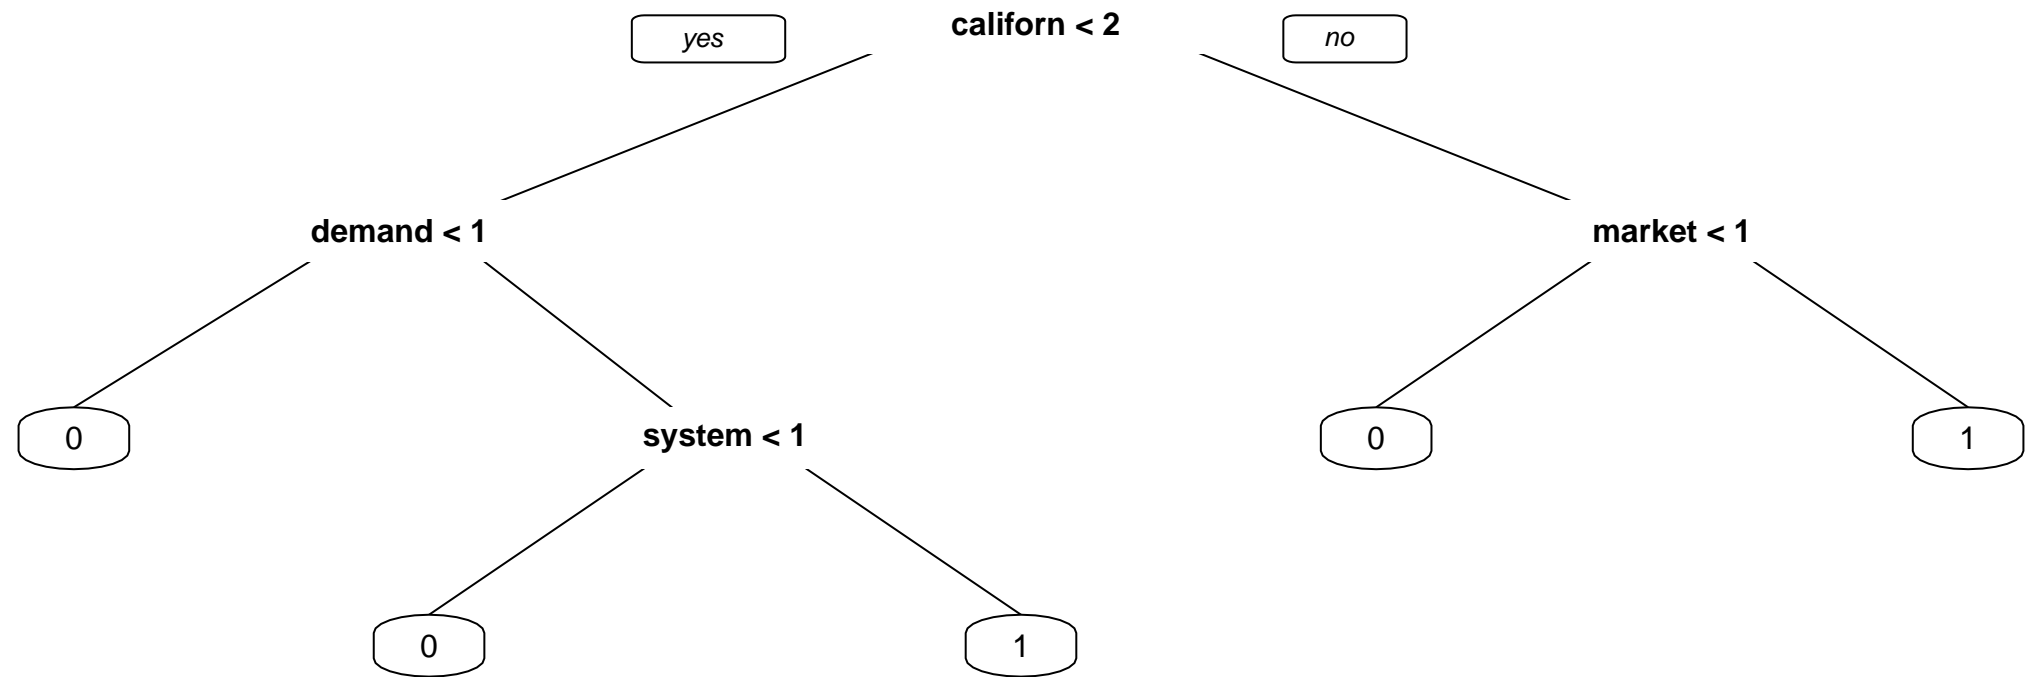 yes
californ < 2
no
demand < 1
market < 1
0
system < 1
0
1
0
1